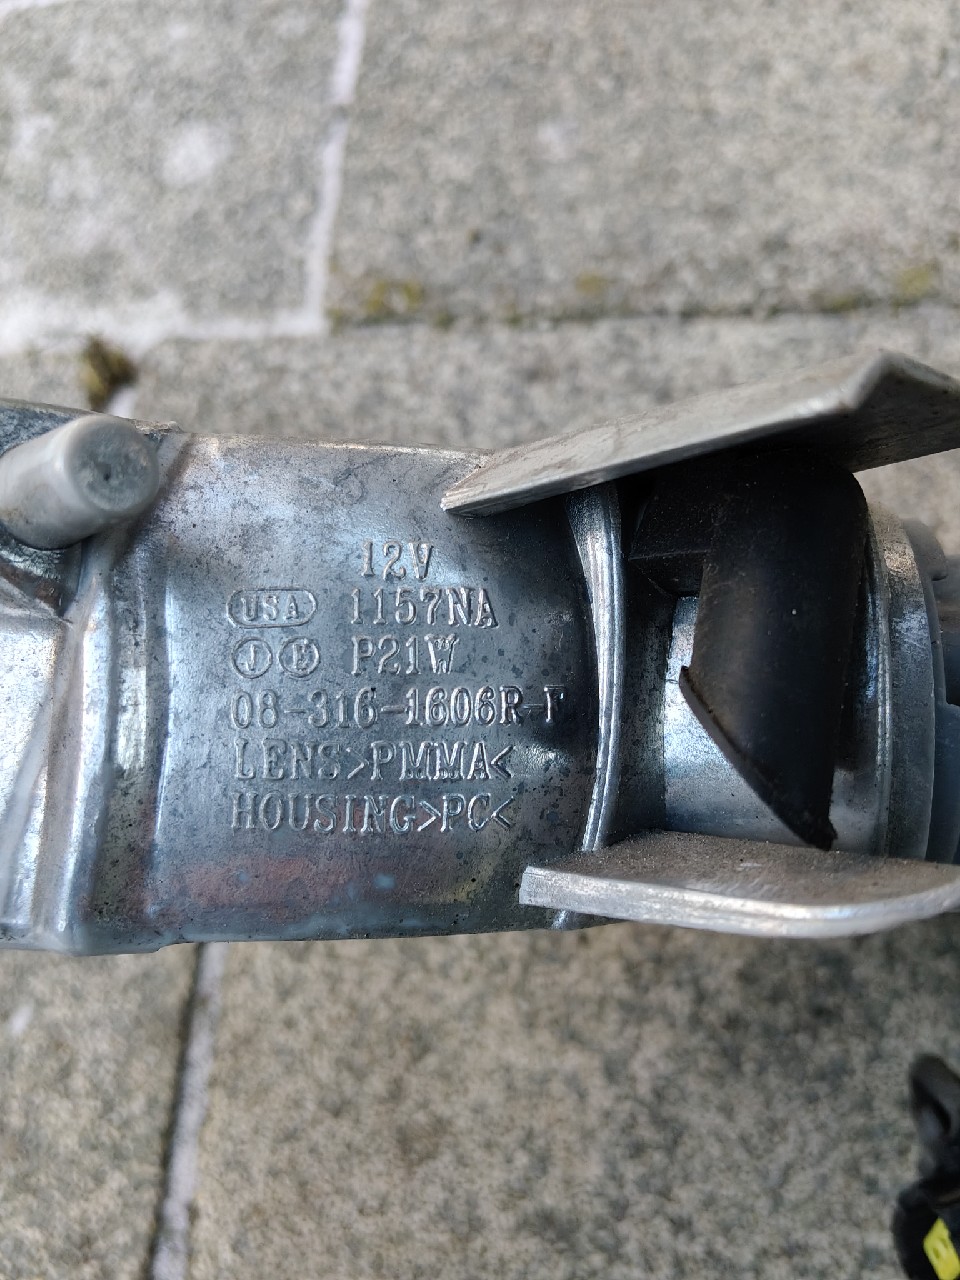 12V
USA 1157NA
J E P21W
08-316-1606R-F
LENS>PMMA<
HOUSING>PC<